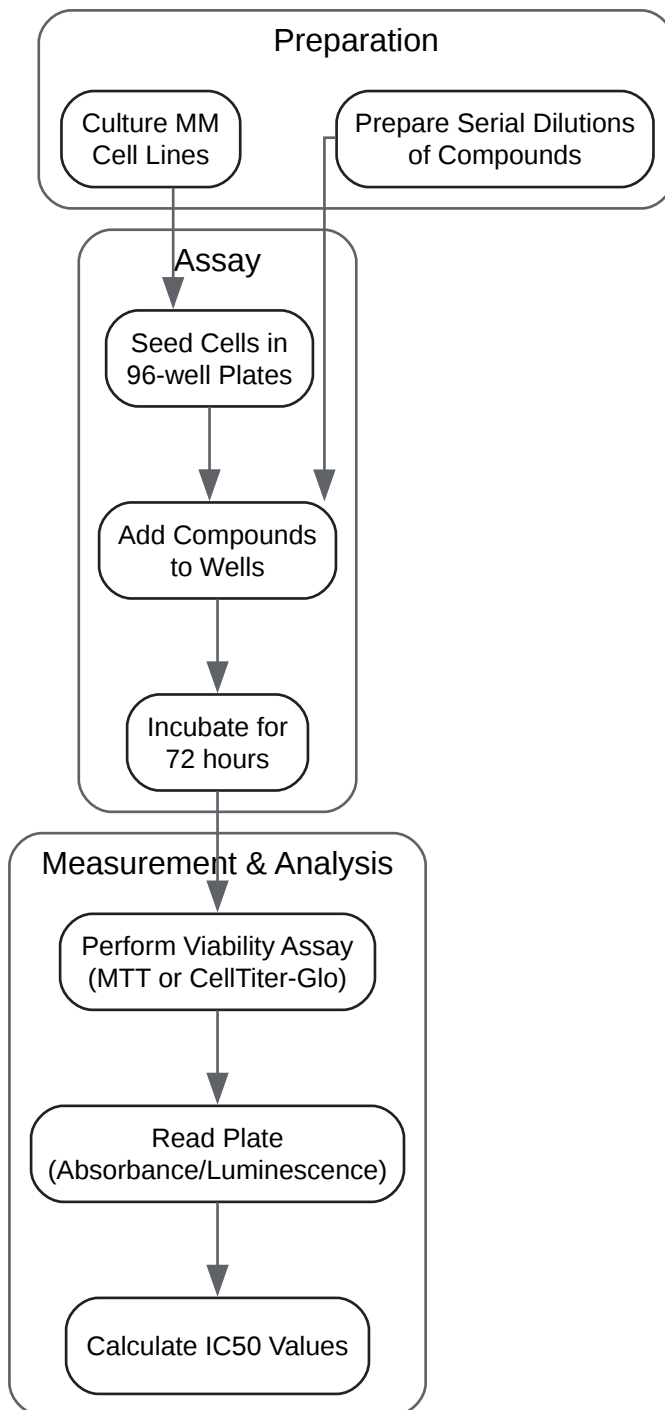 Preparation
Culture MM
Cell Lines
Prepare Serial Dilutions
of Compounds
Assay
Seed Cells in
96-well Plates
Add Compounds
to Wells
Incubate for
72 hours
Measurement & Analysis
Perform Viability Assay
(MTT or CellTiter-Glo)
Read Plate
(Absorbance/Luminescence)
Calculate IC50 Values